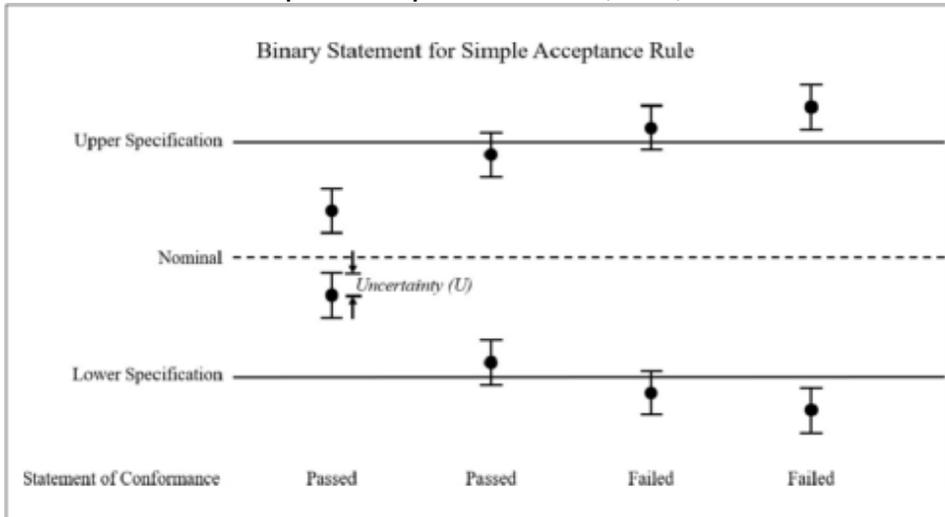 Binary Statement for Simple Acceptance Rule
Upper Specification
Nominal
Uncertainty (U)
Lower Specification
Statement of Conformance Passed Passed Failed Failed